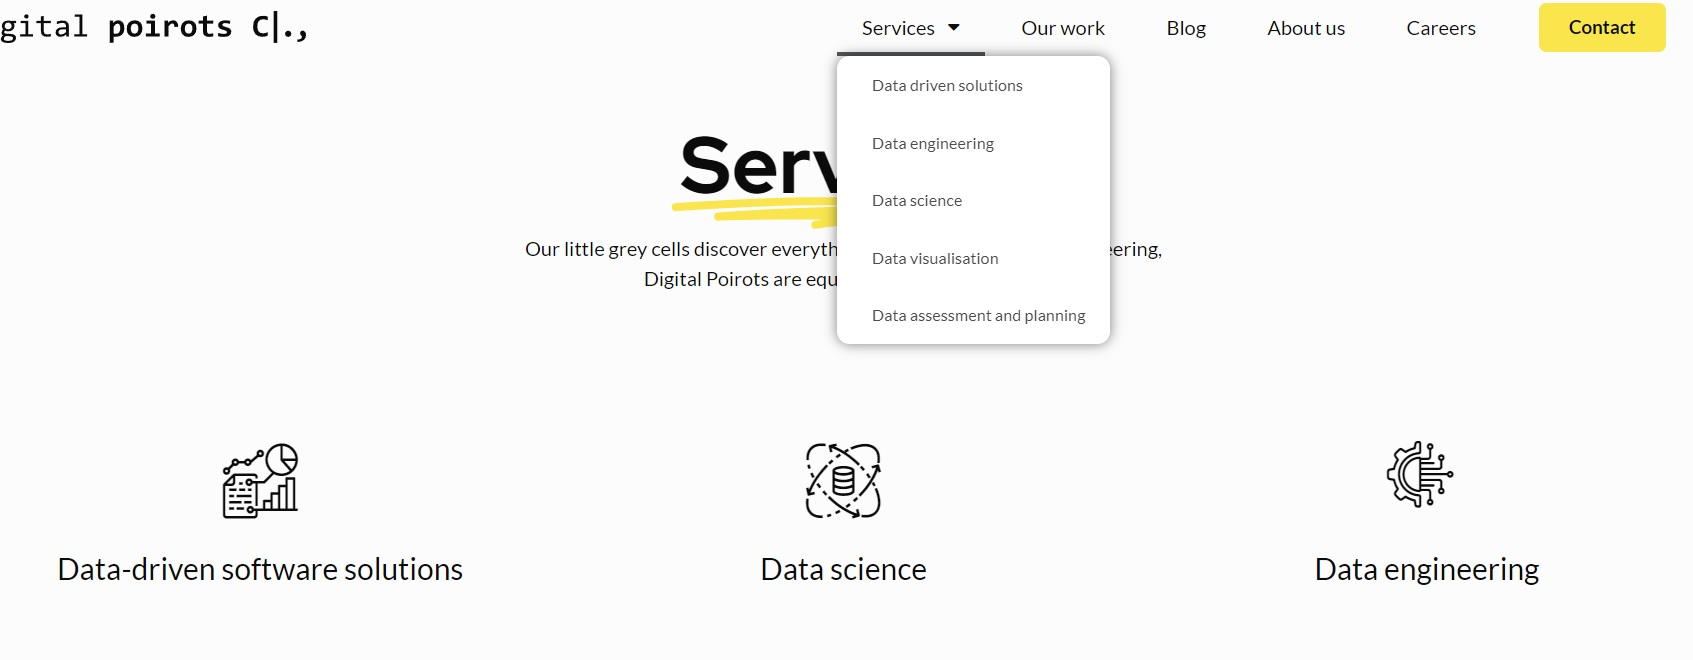 gital poirots C|.,
Services Our work Blog About us Careers Contact
Data driven solutions
Data engineering
Data science
Data visualisation
Data assessment and planning
Serv
Our little grey cells discover everyth eering,
Digital Poirots are equ
Data-driven software solutions
Data science
Data engineering